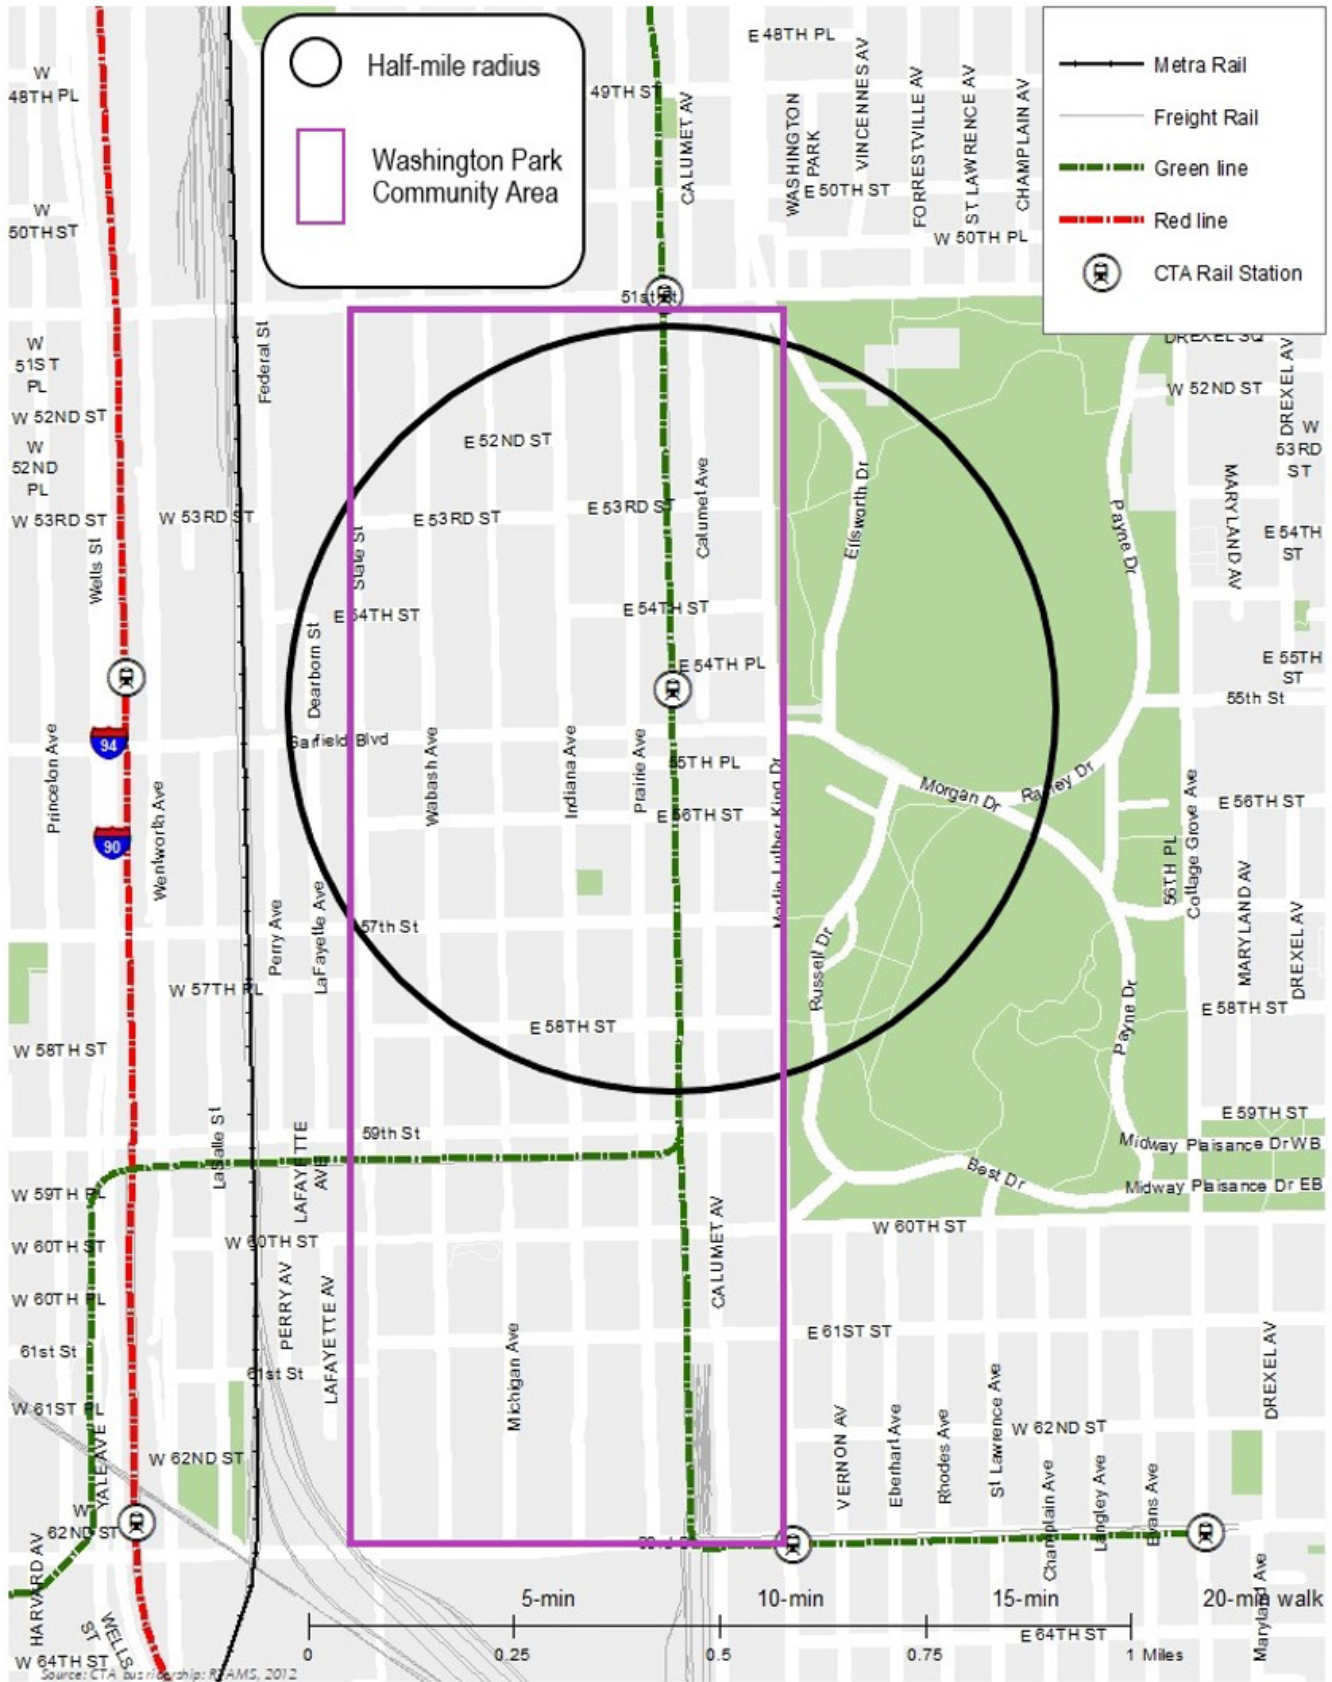 Half-mile radius
Washington Park
Community Area
Metra Rail
Freight Rail
Green line
Red line
CTA Rail Station
E 48TH PL
W
48TH PL
49TH ST
CALUMET AV
WASHINGTON
PARK
VINCENNES AV
FORRESTVILLE AV
ST LAWRENCE AV
CHAMPLAIN AV
E 50TH ST
W
50TH ST
W 50TH PL
51st St
Federal St
W
51ST
PL
DREXEL SQ
DREXEL AV
W 52ND ST
W 52ND ST
E 52ND ST
W
52ND
PL
W
53RD
ST
W 53RD ST
W 53RD ST
E 53RD ST
E 53RD ST
Calumet Ave
Ellsworth Dr
Payne Dr
MARYLAND AV
E 54TH
ST
Wells St
State St
E 54TH ST
E 54TH ST
Dearborn St
E 54TH PL
E 55TH
ST
55th St
94
Garfield Blvd
Princeton Ave
Wentworth Ave
Wabash Ave
Indiana Ave
Prairie Ave
55TH PL
Martin Luther King Dr
Morgan Dr
Rainey Dr
E 56TH ST
E 56TH ST
90
56TH PL
Cottage Grove Ave
MARYLAND AV
DREXEL AV
Perry Ave
LaFayette Ave
57th St
Russell Dr
W 57TH PL
E 58TH ST
E 58TH ST
Payne Dr
W 58TH ST
LaSalle St
LAFAYETTE
AVE
59th St
E 59TH ST
Midway Plaisance Dr WB
Best Dr
Midway Plaisance Dr EB
W 59TH PL
W 60TH ST
W 60TH ST
W 60TH ST
CALUMET AV
W 60TH PL
PERRY AV
LAFAYETTE AV
E 61ST ST
61st St
61st St
Michigan Ave
DREXEL AV
W 61ST PL
YALE AVE
W 62ND ST
VERNON AV
Eberhart Ave
Rhodes Ave
St Lawrence Ave
W 62ND ST
Champlain Ave
Langley Ave
Evans Ave
W
62ND ST
HARVARD AV
WELLS
ST
Maryland Ave
5-min
10-min
15-min
20-min walk
0
0.25
0.5
0.75
1 Miles
E 64TH ST
W 64TH ST
Source: CTA bus ridership: RTAMS, 2012